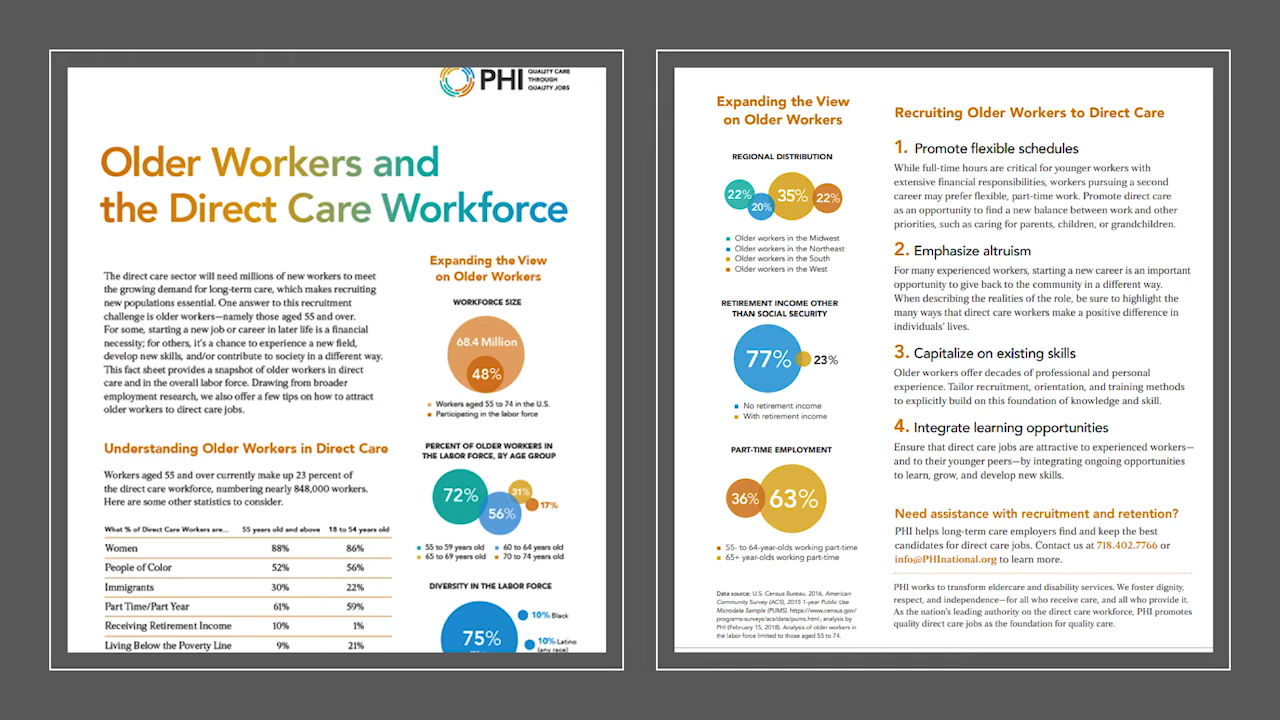 PHI
QUALITY CARE
THROUGH
QUALITY JOBS
Older Workers and
the Direct Care Workforce
The direct care sector will need millions of new workers to meet
the growing demand for long-term care, which makes recruiting
new populations essential. One answer to this recruitment
challenge is older workers—namely those aged 55 and over.
For some, starting a new job or career in later life is a financial
necessity; for others, it's a chance to experience a new field,
develop new skills, and/or contribute to society in a different way.
This fact sheet provides a snapshot of older workers in direct
care and in the overall labor force. Drawing from broader
employment research, we also offer a few tips on how to attract
older workers to direct care jobs.
Understanding Older Workers in Direct Care
Workers aged 55 and over currently make up 23 percent of
the direct care workforce, numbering nearly 848,000 workers.
Here are some other statistics to consider.
What % of Direct Care Workers are... 55 years old and above 18 to 54 years old
Women 88% 86%
People of Color 52% 56%
Immigrants 30% 22%
Part Time/Part Year 61% 59%
Receiving Retirement Income 10% 1%
Living Below the Poverty Line 9% 21%
Expanding the View
on Older Workers
WORKFORCE SIZE
68.4 Million
48%
Workers aged 55 to 74 in the U.S.
Participating in the labor force
PERCENT OF OLDER WORKERS IN
THE LABOR FORCE, BY AGE GROUP
72%
56%
31%
17%
55 to 59 years old 60 to 64 years old
65 to 69 years old 70 to 74 years old
DIVERSITY IN THE LABOR FORCE
75%
10% Black
10% Latino
(any race)
Expanding the View
on Older Workers
REGIONAL DISTRIBUTION
22%
20%
35%
22%
Older workers in the Midwest
Older workers in the Northeast
Older workers in the South
Older workers in the West
RETIREMENT INCOME OTHER
THAN SOCIAL SECURITY
77%
23%
No retirement income
With retirement income
PART-TIME EMPLOYMENT
36%
63%
55- to 64-year-olds working part-time
65+ year-olds working part-time
Data source: U.S. Census Bureau. 2016. American
Community Survey (ACS), 2015 1-year Public Use
Microdata Sample (PUMS). https://www.census.gov/
programs-surveys/acs/data/pums.html; analysis by
PHI (February 15, 2018). Analysis of older workers in
the labor force limited to those aged 55 to 74.
Recruiting Older Workers to Direct Care
1. Promote flexible schedules
While full-time hours are critical for younger workers with
extensive financial responsibilities, workers pursuing a second
career may prefer flexible, part-time work. Promote direct care
as an opportunity to find a new balance between work and other
priorities, such as caring for parents, children, or grandchildren.
2. Emphasize altruism
For many experienced workers, starting a new career is an important
opportunity to give back to the community in a different way.
When describing the realities of the role, be sure to highlight the
many ways that direct care workers make a positive difference in
individuals' lives.
3. Capitalize on existing skills
Older workers offer decades of professional and personal
experience. Tailor recruitment, orientation, and training methods
to explicitly build on this foundation of knowledge and skill.
4. Integrate learning opportunities
Ensure that direct care jobs are attractive to experienced workers—
and to their younger peers—by integrating ongoing opportunities
to learn, grow, and develop new skills.
Need assistance with recruitment and retention?
PHI helps long-term care employers find and keep the best
candidates for direct care jobs. Contact us at 718.402.7766 or
info@PHInational.org to learn more.
PHI works to transform eldercare and disability services. We foster dignity,
respect, and independence—for all who receive care, and all who provide it.
As the nation's leading authority on the direct care workforce, PHI promotes
quality direct care jobs as the foundation for quality care.